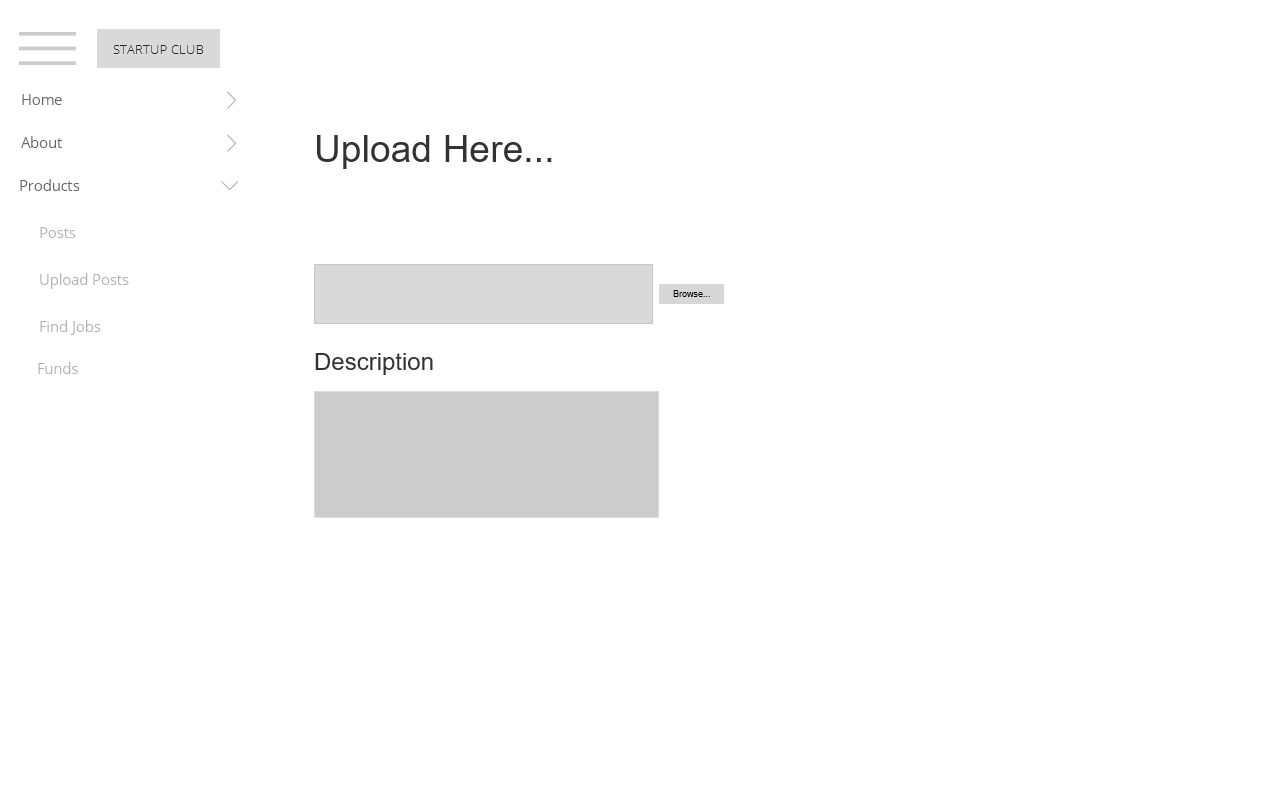 STARTUP CLUB
Home
About
Products
Posts
Upload Posts
Find Jobs
Funds
Upload Here...
Browse...
Description